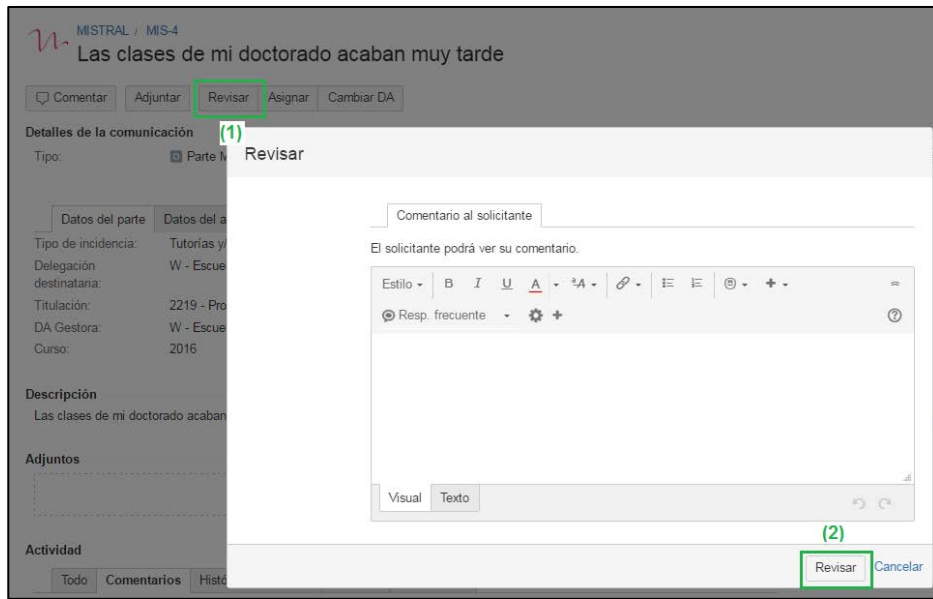 MISTRAL / MIS-4
Las clases de mi doctorado acaban muy tarde
Comentar Adjuntar Revisar Asignar Cambiar DA
Detalles de la comunicación
(1)
Tipo: Parte
Revisar
Datos del parte Datos del a
Comentario al solicitante
Tipo de incidencia: Tutorías y/
El solicitante podrá ver su comentario.
Delegación destinataria: W - Escue
Estilo B I U A
Titulación: 2219 - Pro
DA Gestora: W - Escue
Resp. frecuente
Curso: 2016
Descripción
Las clases de mi doctorado acaban
Adjuntos
Visual Texto
(2)
Actividad
Revisar Cancelar
Todo Comentarios Histó